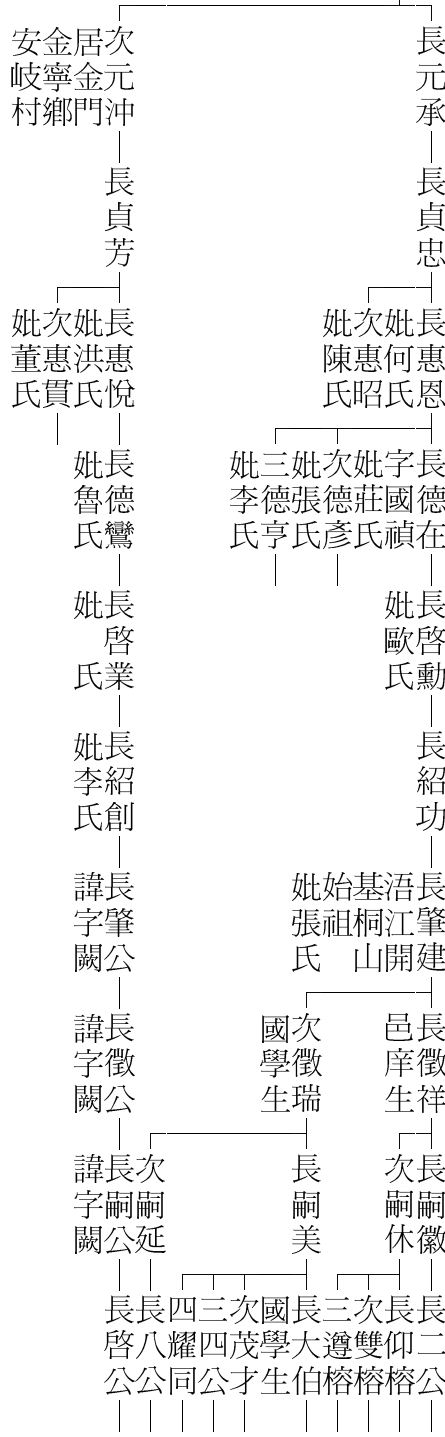 長元承
次元沖
居金門
金寧鄉
安岐村
長貞忠
長貞芳
長惠恩
妣何氏
次惠昭
妣陳氏
長惠悅
妣洪氏
次惠貫
妣董氏
長德在
字國禎
妣莊氏
次德彥
妣張氏
三德亨
妣李氏
長德鸞
妣魯氏
長啓勳
妣歐氏
長啓業
妣 氏
長紹功
長紹創
妣李氏
長肇建
浯江開
基桐山
始祖
妣張氏
長肇公
諱字闕
長徵祥
邑庠生
次徵瑞
國學生
長徵公
諱字闕
長嗣徽
次嗣休
長嗣美
次嗣延
長嗣公
諱字闕
長二公
長仰榕
次雙榕
三遵榕
長大伯
國學生
次茂才
三四公
四耀同
長八公
長啓公